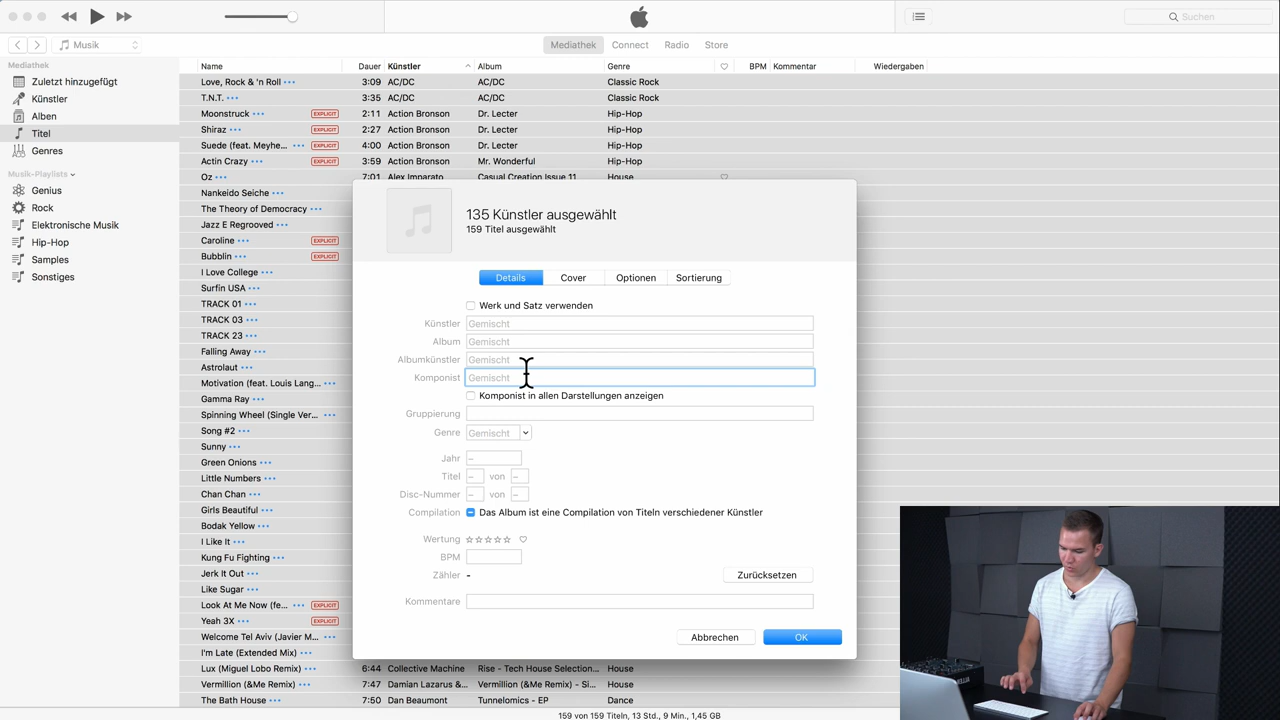 Suchen
Musik
Mediathek
Connect
Radio
Store
Mediathek
Zuletzt hinzugefügt
Künstler
Alben
Titel
Genres
Musik-Playlists
Genius
Rock
Elektronische Musik
Hip-Hop
Samples
Sonstiges
Name Dauer Künstler Album Genre BPM Kommentar Wiedergaben
Love, Rock & 'n Roll ••• 3:09 AC/DC Classic Rock
T.N.T. ••• 3:35 AC/DC Classic Rock
Moonstruck ••• EXPLICIT 2:11 Action Bronson Dr. Lecter Hip-Hop
Shiraz ••• EXPLICIT 2:27 Action Bronson Dr. Lecter Hip-Hop
Suede (feat. Meyhe... ••• EXPLICIT 4:00 Action Bronson Dr. Lecter Hip-Hop
Actin Crazy ••• EXPLICIT 3:59 Action Bronson Mr. Wonderful Hip-Hop
Oz ••• 7:01 Alex Imparato Casual Creation Issue 11 House
Nankeido Seiche •••
The Theory of Democracy •••
Jazz E Regrooved •••
Caroline ••• EXPLICIT
Bubblin ••• EXPLICIT
I Love College •••
Surfin USA •••
TRACK 01 •••
TRACK 03 •••
TRACK 23 •••
Falling Away •••
Astrolaut •••
Motivation (feat. Louis Lang... •••
Gamma Ray •••
Spinning Wheel (Single Ver... •••
Song #2 •••
Sunny •••
Green Onions •••
Little Numbers •••
Chan Chan •••
Girls Beautiful •••
Bodak Yellow •••
I Like It •••
Kung Fu Fighting •••
Jerk It Out •••
Like Sugar •••
Look At Me Now (fe... ••• EXPLICIT
Yeah 3X ••• EXPLICIT
Welcome Tel Aviv (Javier M... •••
I'm Late (Extended Mix) •••
Lux (Miguel Lobo Remix) ••• 6:44 Collective Machine Rise - Tech House Selection... House
Vermillion (&Me Remix) ••• 7:47 Damian Lazarus &... Vermillion (&Me Remix) - Si... House
The Bath House ••• 7:50 Dan Beaumont Tunnelomics - EP Dance
135 Künstler ausgewählt
159 Titel ausgewählt
Details Cover Optionen Sortierung
Werk und Satz verwenden
Künstler Gemischt
Album Gemischt
Albumkünstler Gemischt
Komponist Gemischt
Komponist in allen Darstellungen anzeigen
Gruppierung
Genre Gemischt
Jahr –
Titel – von –
Disc-Nummer – von –
Compilation Das Album ist eine Compilation von Titeln verschiedener Künstler
Wertung
BPM
Zähler – Zurücksetzen
Kommentare
Abbrechen OK
159 von 159 Titeln, 13 Std., 9 Min., 1,45 GB